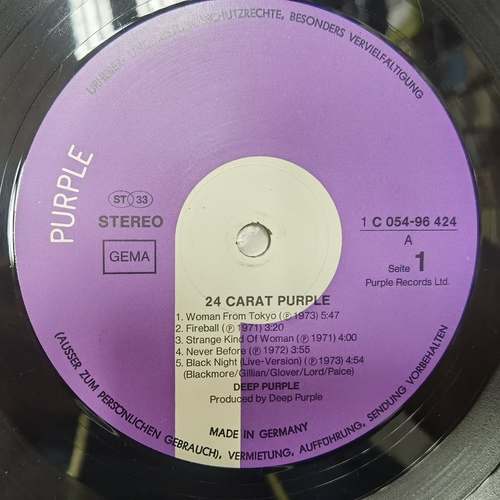 SCHUTZRECHTE, BESONDERS VERVIELFÄLTIGUNG
PURPLE
ST 33
STEREO
GEMA
1 C 054-96 424
A
Seite 1
Purple Records Ltd.
24 CARAT PURPLE
1. Woman From Tokyo (℗ 1973) 5:47
2. Fireball (℗ 1971) 3:20
3. Strange Kind Of Woman (℗ 1971) 4:00
4. Never Before (℗ 1972) 3:55
5. Black Night (Live-Version) (℗ 1973) 4:54
(Blackmore/Gillian/Glover/Lord/Paice)
DEEP PURPLE
Produced by Deep Purple
MADE IN GERMANY
(AUSSER ZUM PERSÖNLICHEN GEBRAUCH), VERMIETUNG, AUFFÜHRUNG, SENDUNG VORBEHALTEN